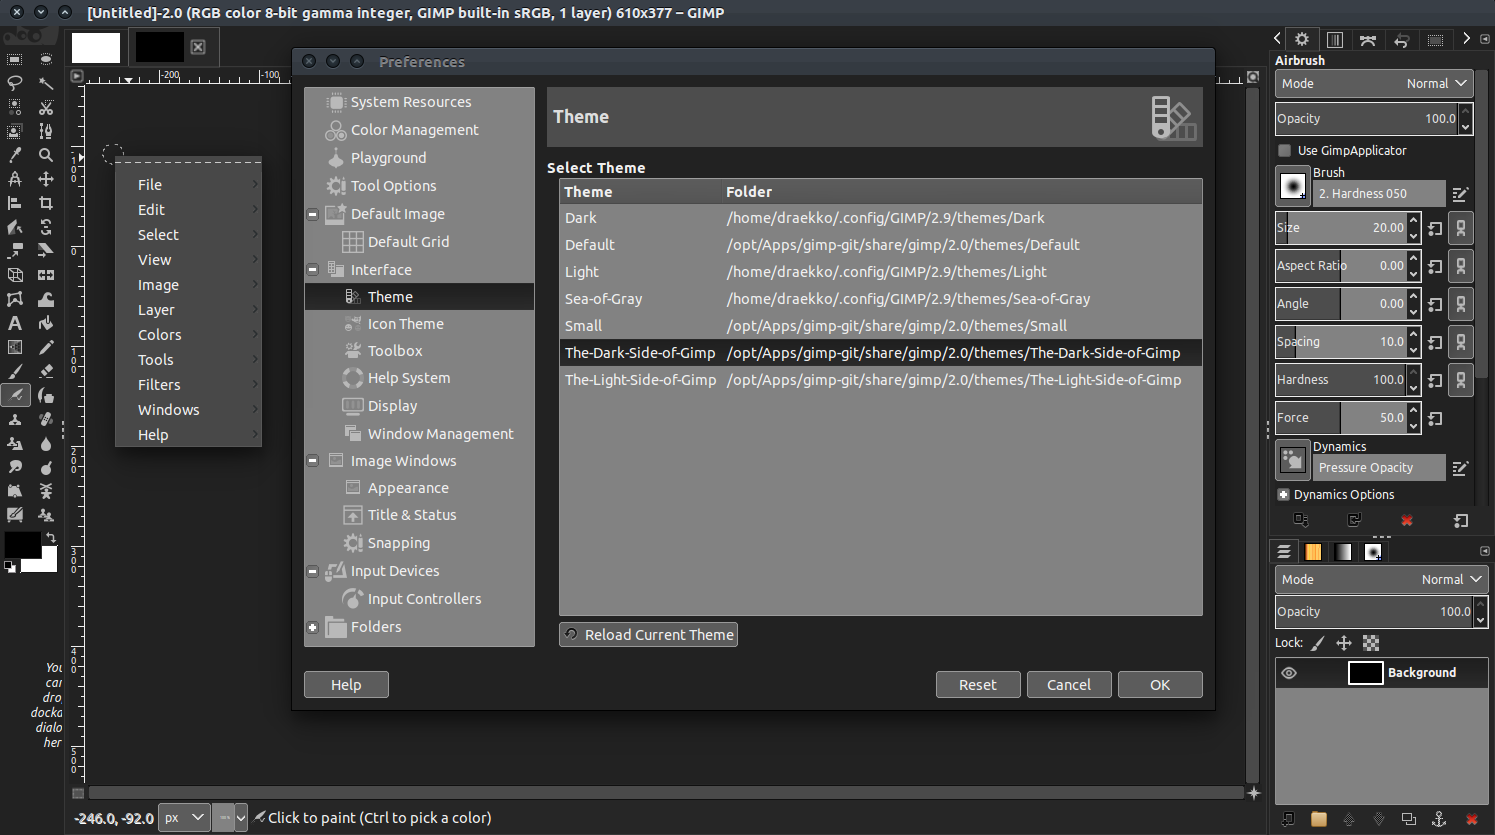 [Untitled]-2.0 (RGB color 8-bit gamma integer, GIMP built-in sRGB, 1 layer) 610x377 – GIMP
-200
-100
100
0
100
200
300
400
500
File
Edit
Select
View
Image
Layer
Colors
Tools
Filters
Windows
Help
You
can
dro
docka
dialo
her
Preferences
System Resources
Color Management
Playground
Tool Options
Default Image
Default Grid
Interface
Theme
Icon Theme
Toolbox
Help System
Display
Window Management
Image Windows
Appearance
Title & Status
Snapping
Input Devices
Input Controllers
Folders
Theme
Select Theme
Theme Folder
Dark /home/draekko/.config/GIMP/2.9/themes/Dark
Default /opt/Apps/gimp-git/share/gimp/2.0/themes/Default
Light /home/draekko/.config/GIMP/2.9/themes/Light
Sea-of-Gray /home/draekko/.config/GIMP/2.9/themes/Sea-of-Gray
Small /opt/Apps/gimp-git/share/gimp/2.0/themes/Small
The-Dark-Side-of-Gimp /opt/Apps/gimp-git/share/gimp/2.0/themes/The-Dark-Side-of-Gimp
The-Light-Side-of-Gimp /opt/Apps/gimp-git/share/gimp/2.0/themes/The-Light-Side-of-Gimp
Reload Current Theme
Help Reset Cancel OK
Airbrush
Mode Normal
Opacity 100.0
Use GimpApplicator
Brush
2. Hardness 050
Size 20.00
Aspect Ratio 0.00
Angle 0.00
Spacing 10.0
Hardness 100.0
Force 50.0
Dynamics
Pressure Opacity
Dynamics Options
Mode Normal
Opacity 100.0
Lock:
Background
-246.0, -92.0 px Click to paint (Ctrl to pick a color)